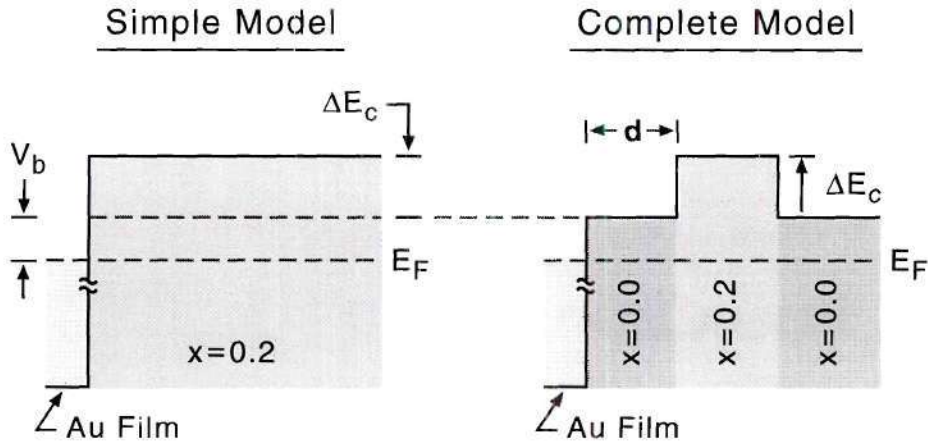 Simple Model
ΔE_c
V_b
E_F
x=0.2
Au Film
Complete Model
d
ΔE_c
E_F
x=0.0
x=0.2
x=0.0
Au Film